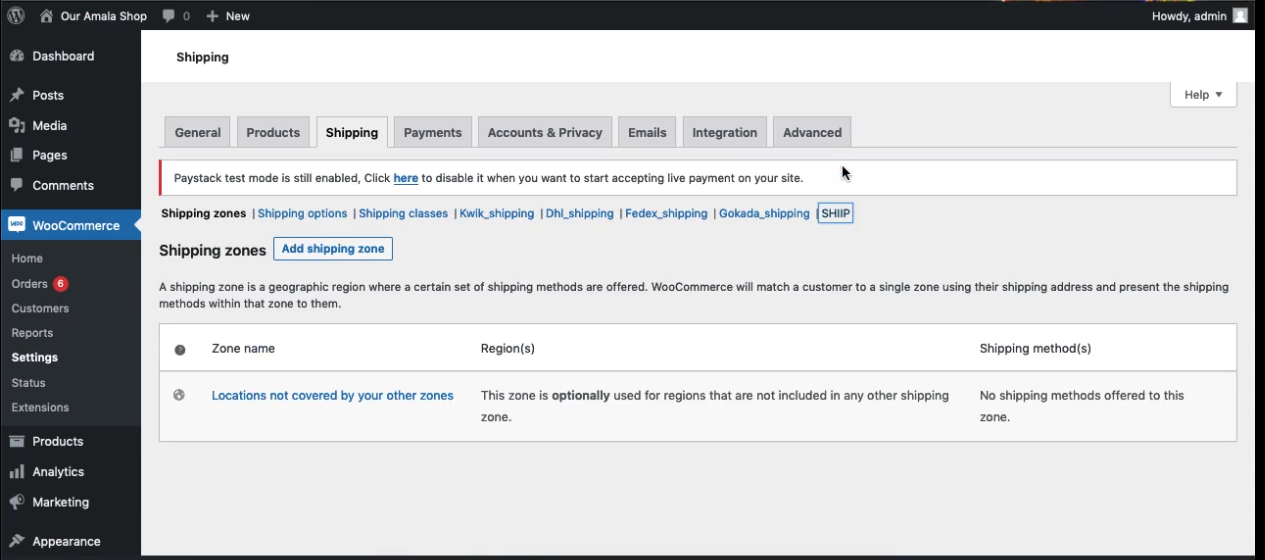 Our Amala Shop 0 + New Howdy, admin
Dashboard
Posts
Media
Pages
Comments
WOO WooCommerce
Home
Orders 6
Customers
Reports
Settings
Status
Extensions
Products
Analytics
Marketing
Appearance
Shipping
Help ▼
General Products Shipping Payments Accounts & Privacy Emails Integration Advanced
Paystack test mode is still enabled, Click here to disable it when you want to start accepting live payment on your site.
Shipping zones | Shipping options | Shipping classes | Kwik_shipping | Dhl_shipping | Fedex_shipping | Gokada_shipping | SHIIP
Shipping zones Add shipping zone
A shipping zone is a geographic region where a certain set of shipping methods are offered. WooCommerce will match a customer to a single zone using their shipping address and present the shipping
methods within that zone to them.
? Zone name Region(s) Shipping method(s)
Locations not covered by your other zones This zone is optionally used for regions that are not included in any other shipping No shipping methods offered to this
zone. zone.